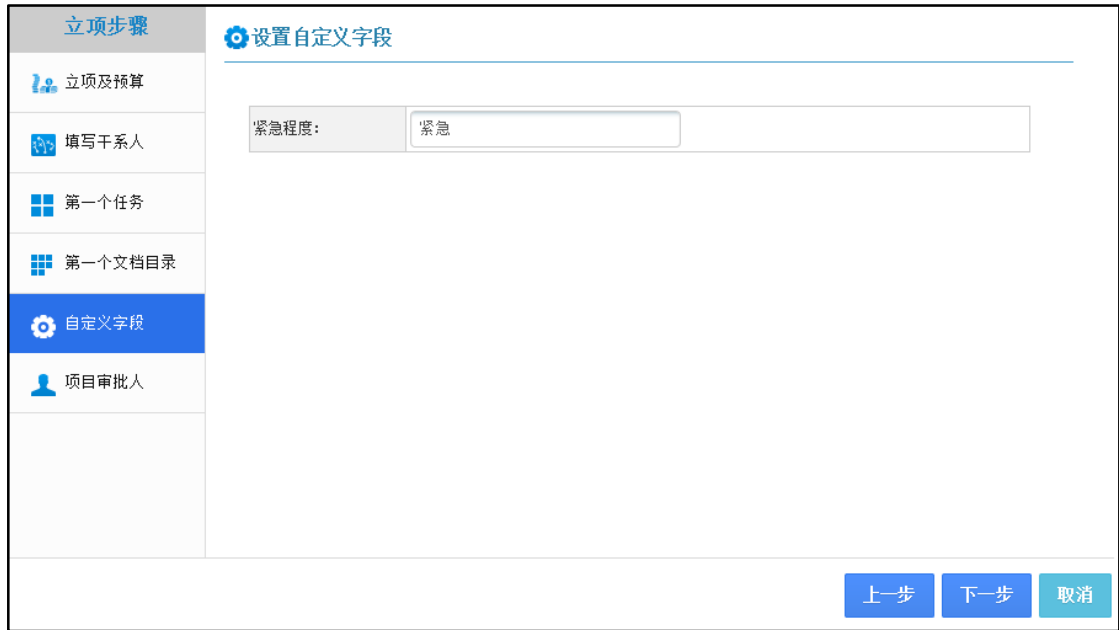 立项步骤
立项及预算
填写干系人
第一个任务
第一个文档目录
自定义字段
项目审批人
设置自定义字段
紧急程度： 紧急
上一步 下一步 取消